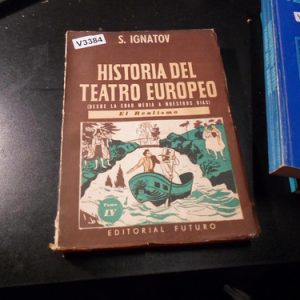 V3384
S. IGNATOV
HISTORIA DEL
TEATRO EUROPEO
(DESDE LA EDAD MEDIA A NUESTROS DIAS)
El Realismo
Tomo
IV
EDITORIAL FUTURO